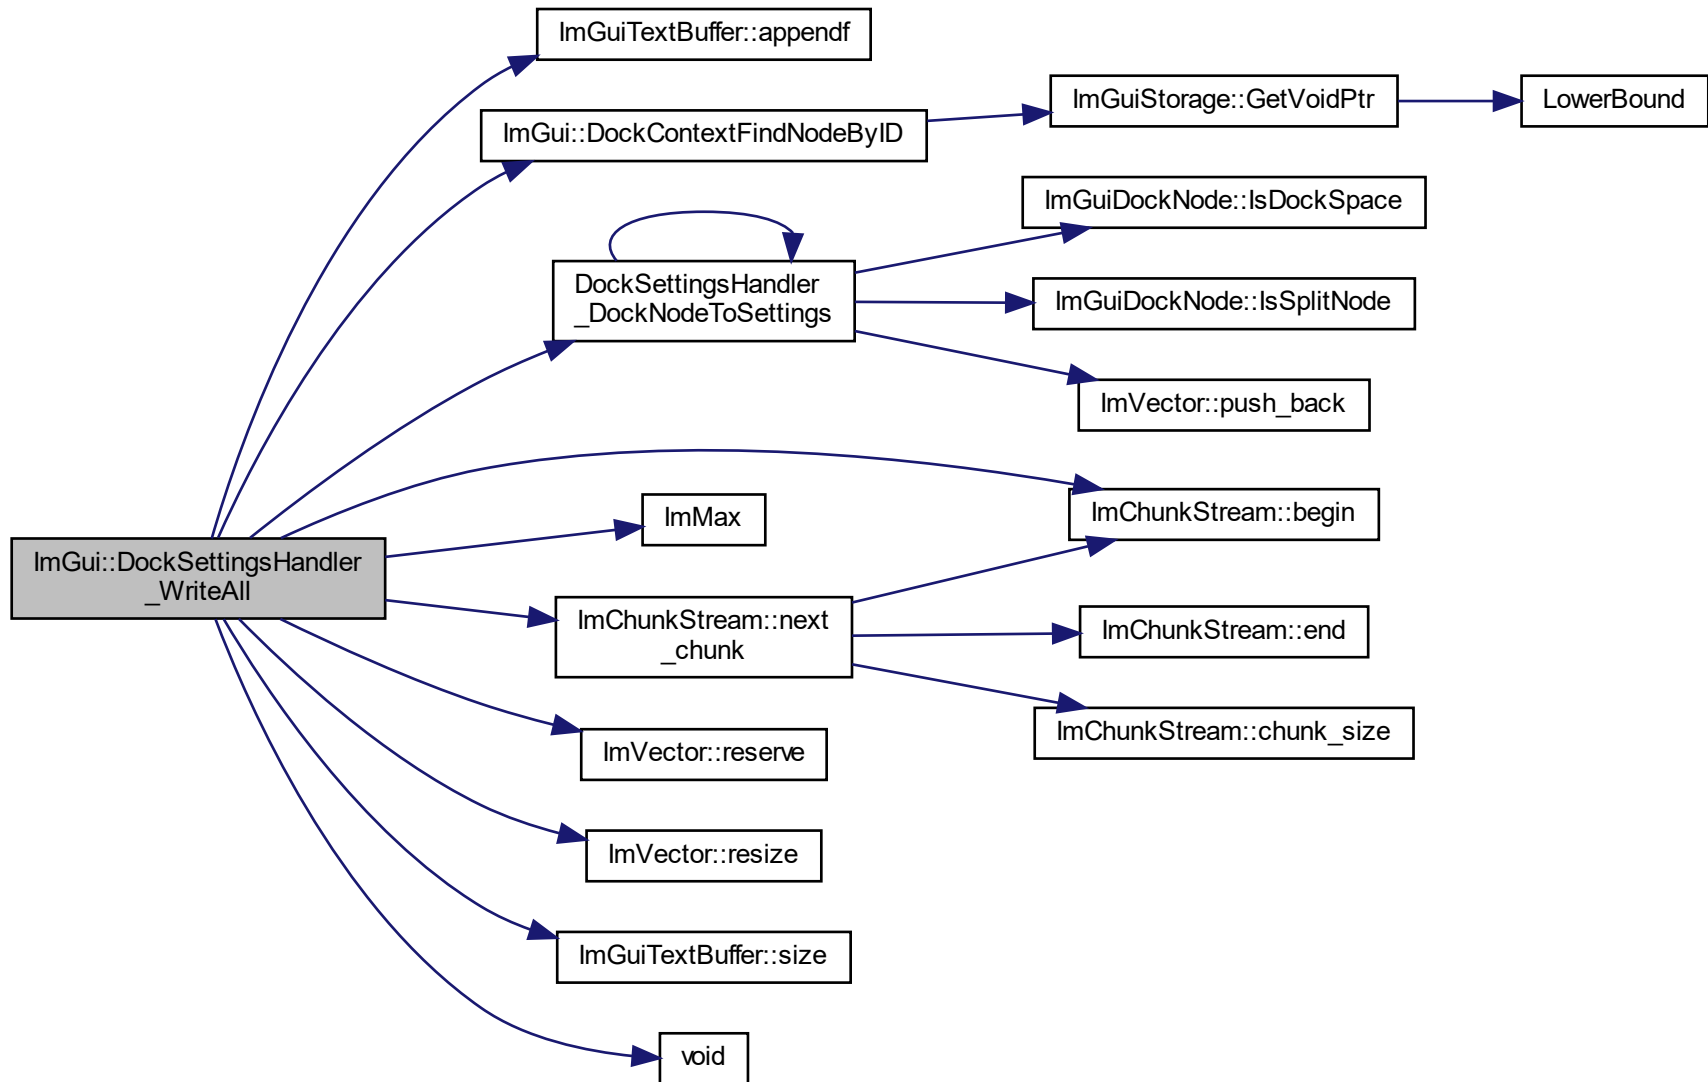 ImGuiTextBuffer::appendf
ImGui::DockContextFindNodeByID
ImGuiStorage::GetVoidPtr
LowerBound
ImGuiDockNode::IsDockSpace
DockSettingsHandler
_DockNodeToSettings
ImGuiDockNode::IsSplitNode
ImVector::push_back
ImChunkStream::begin
ImMax
ImGui::DockSettingsHandler
_WriteAll
ImChunkStream::next
_chunk
ImChunkStream::end
ImChunkStream::chunk_size
ImVector::reserve
ImVector::resize
ImGuiTextBuffer::size
void